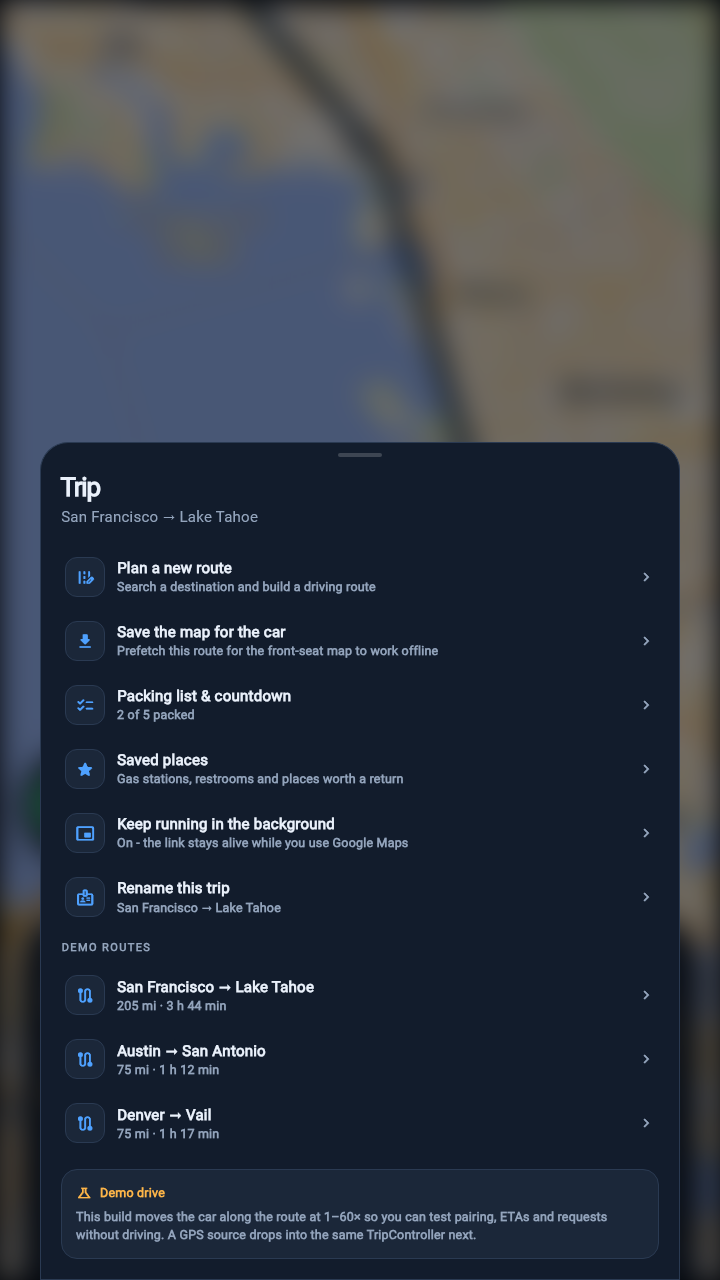 Trip
San Francisco → Lake Tahoe
Plan a new route
Search a destination and build a driving route
Save the map for the car
Prefetch this route for the front-seat map to work offline
Packing list & countdown
2 of 5 packed
Saved places
Gas stations, restrooms and places worth a return
Keep running in the background
On - the link stays alive while you use Google Maps
Rename this trip
San Francisco → Lake Tahoe
DEMO ROUTES
San Francisco → Lake Tahoe
205 mi · 3 h 44 min
Austin → San Antonio
75 mi · 1 h 12 min
Denver → Vail
75 mi · 1 h 17 min
Demo drive
This build moves the car along the route at 1–60× so you can test pairing, ETAs and requests
without driving. A GPS source drops into the same TripController next.